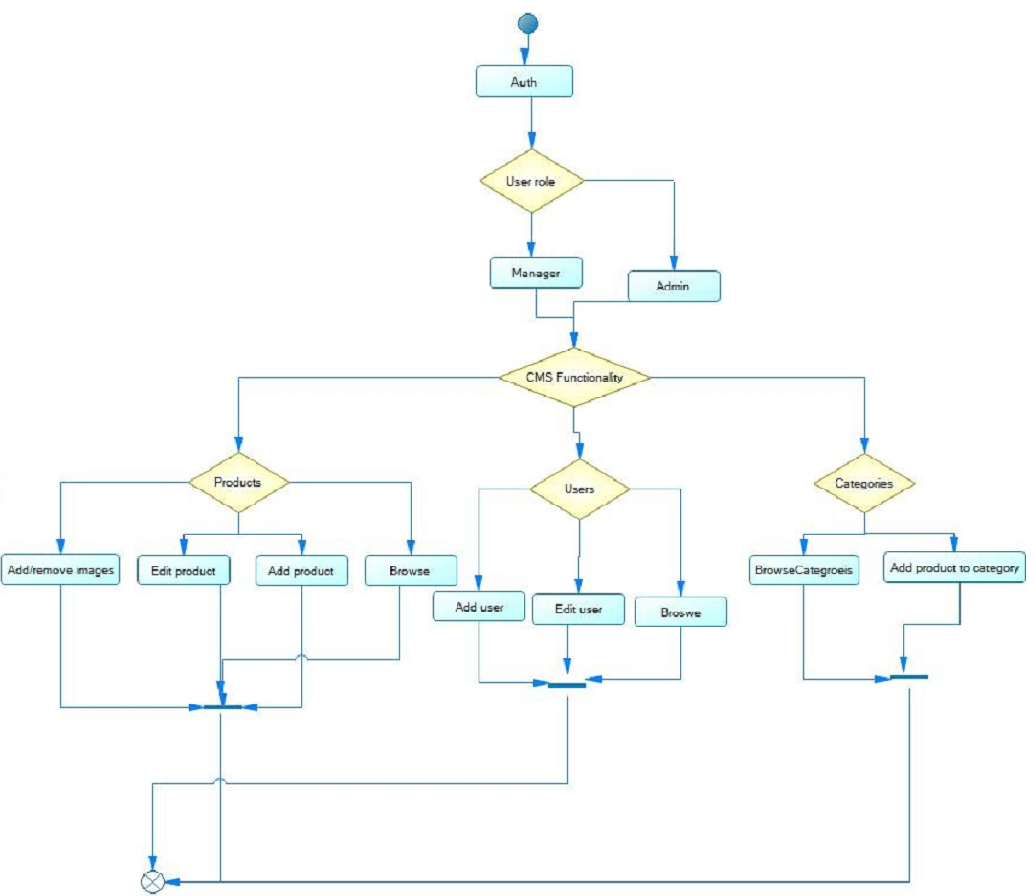 Auth
User role
Manager
Admin
CMS Functionality
Products
Users
Categories
Add/remove images
Edit product
Add product
Browse
Add user
Edit user
Broswe
BrowseCategroeis
Add product to category